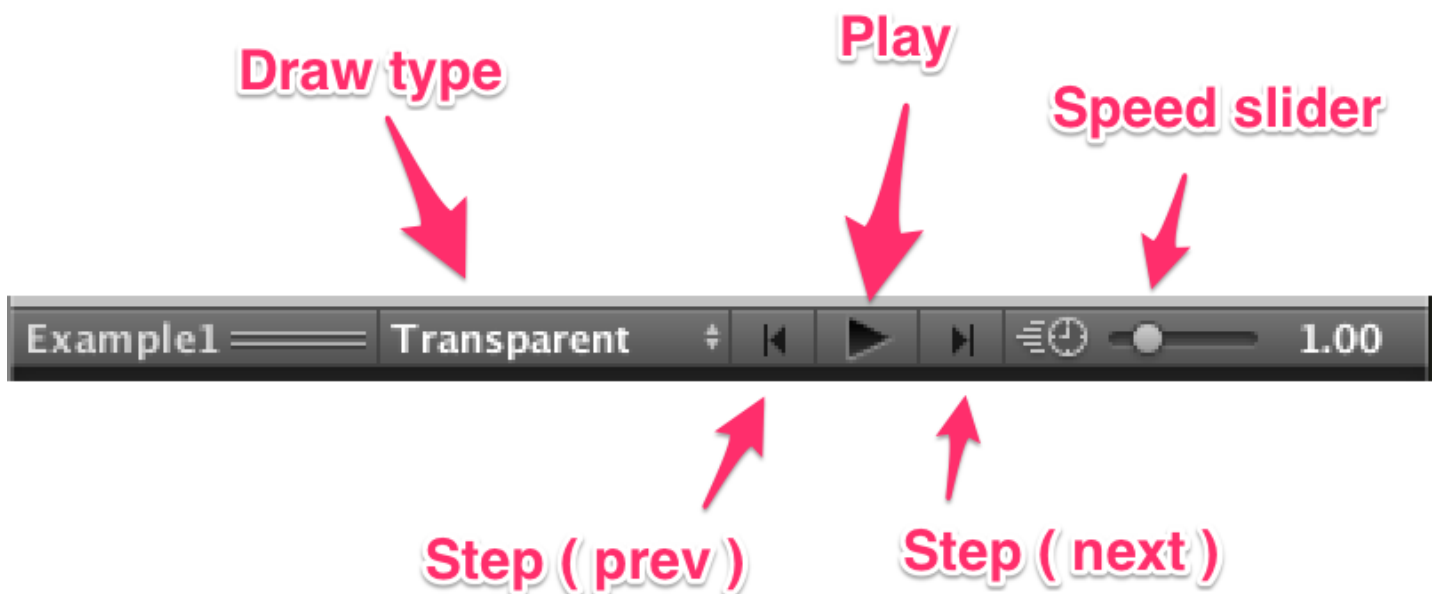 Draw type
Play
Speed slider
Example1 Transparent 1.00
Step ( prev )
Step ( next )